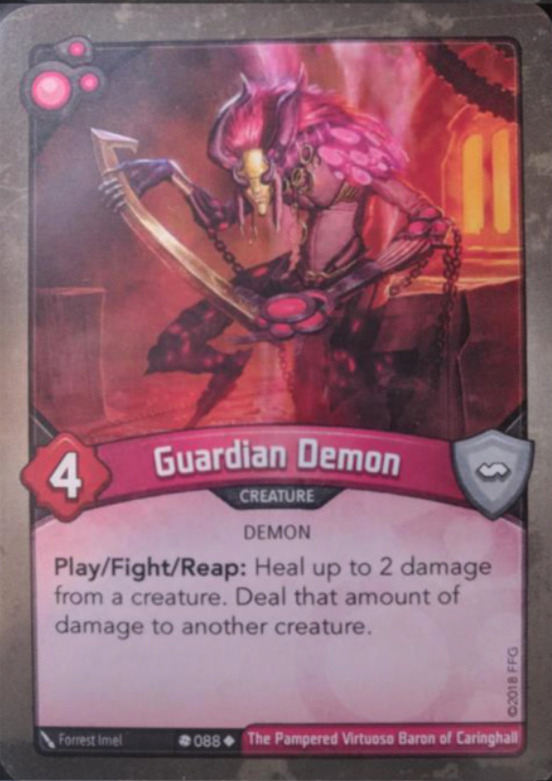 Guardian Demon
4
CREATURE
DEMON
Play/Fight/Reap: Heal up to 2 damage
from a creature. Deal that amount of
damage to another creature.
©2018 FFG
Forrest Imel
088
The Pampered Virtuoso Baron of Caringhall